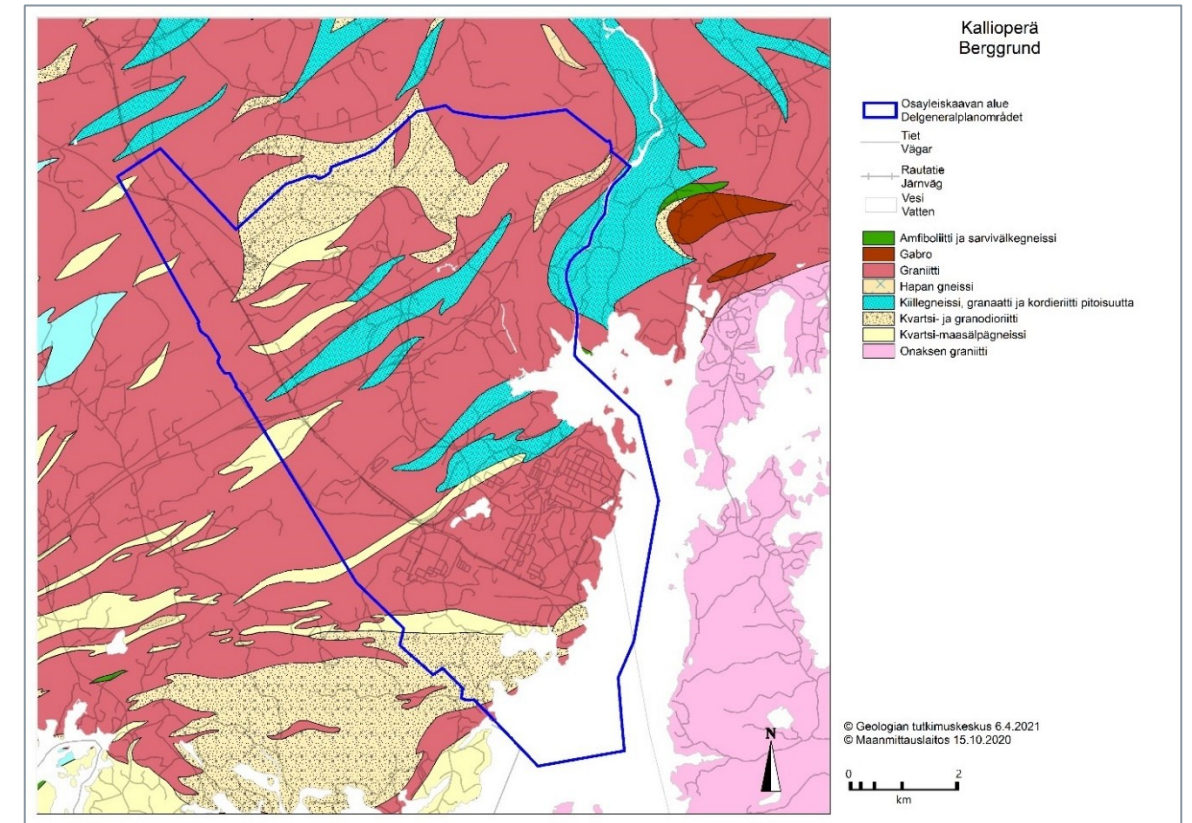 Kallioperä
Berggrund
Osayleiskaavan alue
Delgeneralplanområdet
Tiet
Vägar
Rautatie
Järnväg
Vesi
Vatten
Amfiboliitti ja sarvivälkegneissi
Gabro
Graniitti
Hapan gneissi
Kiillegneissi, granaatti ja kordieriitti pitoisuutta
Kvartsi- ja granodioriitti
Kvartsi-maasälpägneissi
Onaksen graniitti
© Geologian tutkimuskeskus 6.4.2021
© Maanmittauslaitos 15.10.2020
N
0 2
km